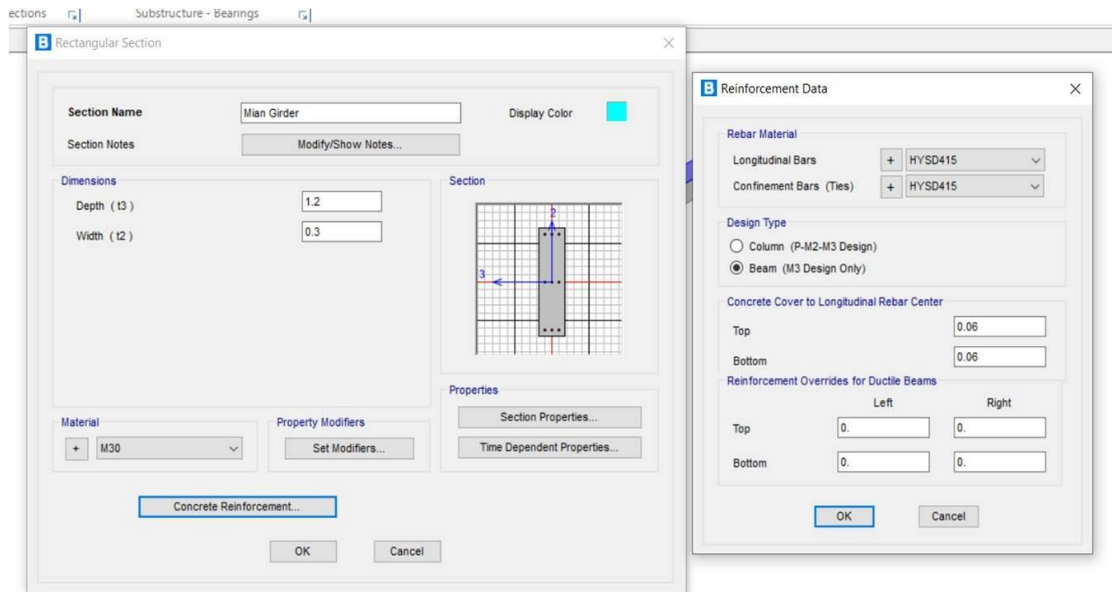 ections
Substructure - Bearings
B Rectangular Section
Section Name Mian Girder Display Color
Section Notes Modify/Show Notes...
Dimensions
Depth ( t3 ) 1.2
Width ( t2 ) 0.3
Section
2
3
Properties
Section Properties...
Time Dependent Properties...
Material
+ M30
Property Modifiers
Set Modifiers...
Concrete Reinforcement...
OK Cancel
B Reinforcement Data
Rebar Material
Longitudinal Bars + HYSD415
Confinement Bars (Ties) + HYSD415
Design Type
Column (P-M2-M3 Design)
Beam (M3 Design Only)
Concrete Cover to Longitudinal Rebar Center
Top 0.06
Bottom 0.06
Reinforcement Overrides for Ductile Beams
Left Right
Top 0. 0.
Bottom 0. 0.
OK Cancel